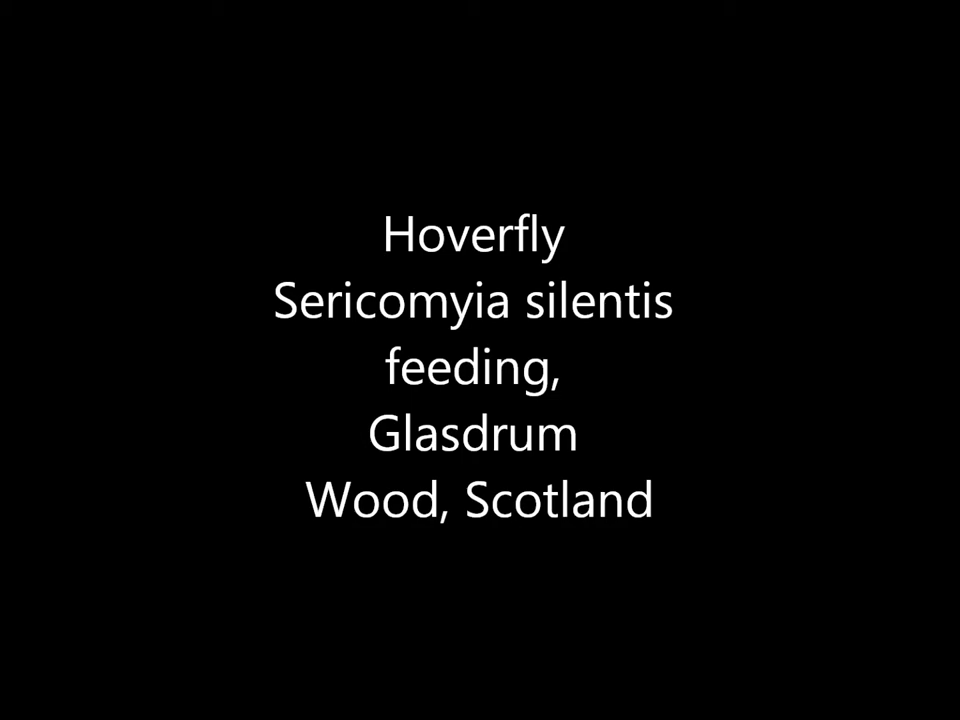 Hoverfly
Sericomyia silentis
feeding,
Glasdrum
Wood, Scotland